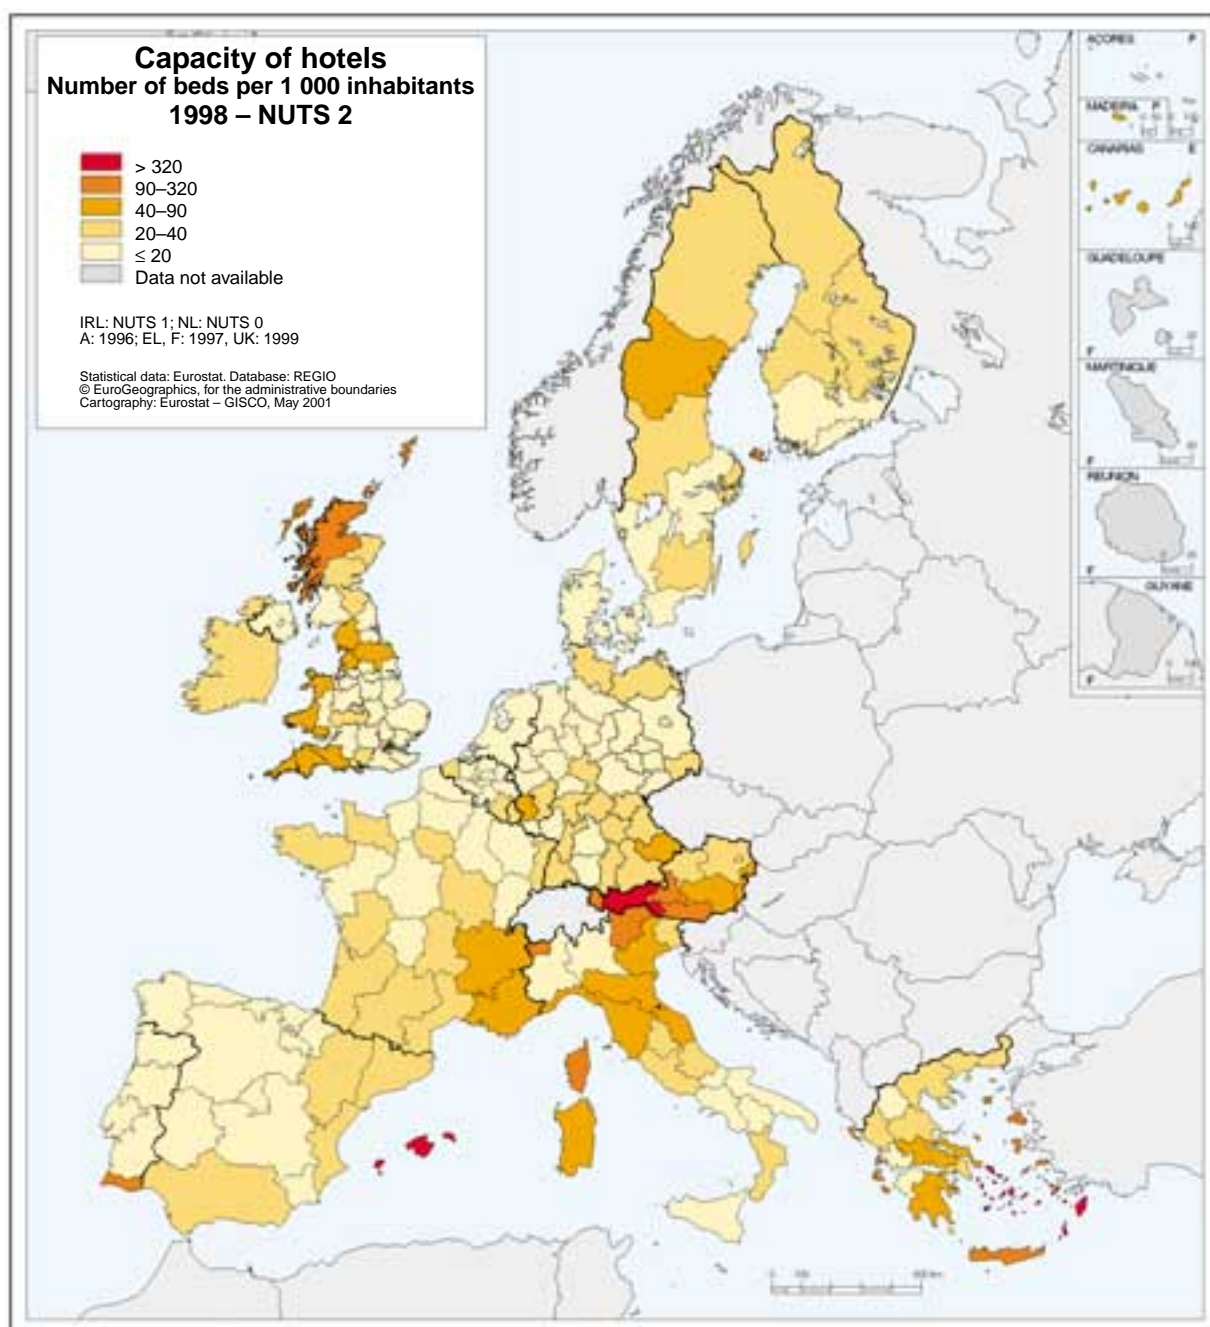 Capacity of hotels
Number of beds per 1 000 inhabitants
1998 – NUTS 2
> 320
90–320
40–90
20–40
≤ 20
Data not available
IRL: NUTS 1; NL: NUTS 0
A: 1996; EL, F: 1997, UK: 1999
Statistical data: Eurostat. Database: REGIO
© EuroGeographics, for the administrative boundaries
Cartography: Eurostat – GISCO, May 2001
ACORES P
MADEIRA P
CANARIAS E
GUADELOUPE
F
MARTINIQUE
F
REUNION
F
GUYANE
F